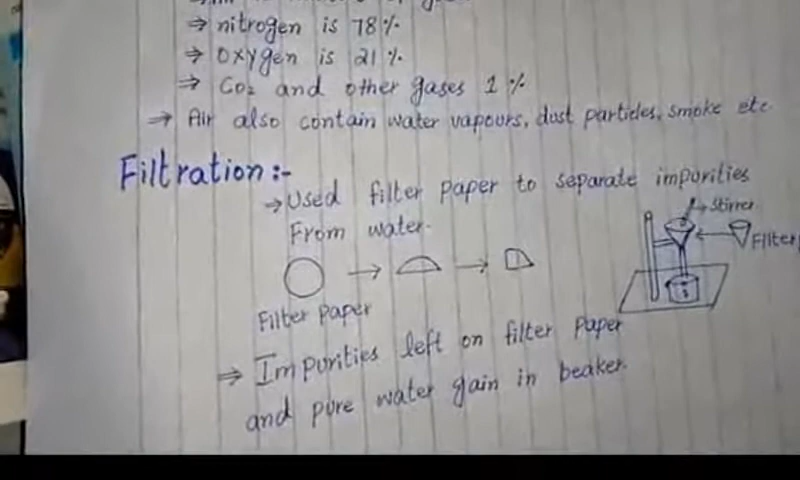 ⇒ nitrogen is 78%
⇒ Oxygen is 21%
⇒ CO₂ and other gases 1%
⇒ Air also contain water vapours, dust particles, smoke etc
Filtration :-
→ Used filter paper to separate impurities
From water.
→ Stirrer
Filter
Filter paper
⇒ Impurities left on filter paper
and pure water gain in beaker.